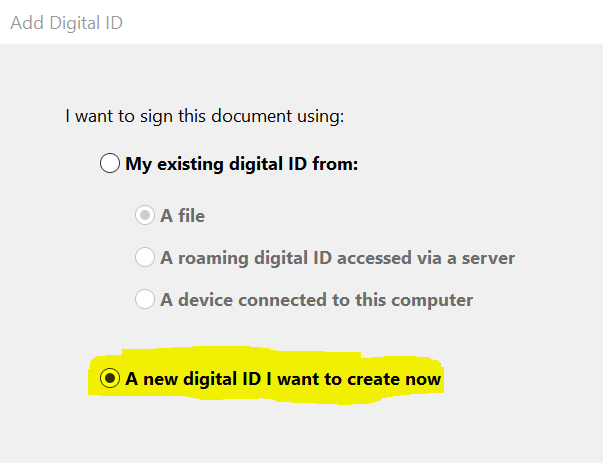 Add Digital ID
I want to sign this document using:
My existing digital ID from:
A file
A roaming digital ID accessed via a server
A device connected to this computer
A new digital ID I want to create now